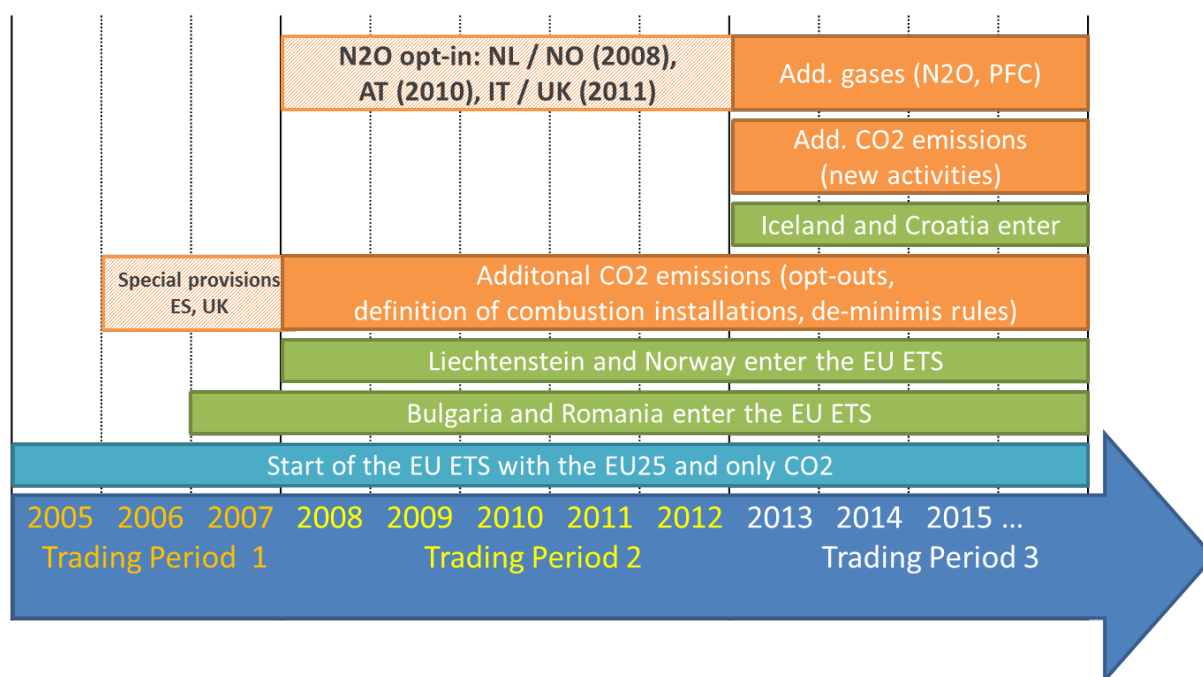 N2O opt-in: NL / NO (2008),
AT (2010), IT / UK (2011)
Add. gases (N2O, PFC)
Add. CO2 emissions
(new activities)
Iceland and Croatia enter
Special provisions
ES, UK
Additonal CO2 emissions (opt-outs,
definition of combustion installations, de-minimis rules)
Liechtenstein and Norway enter the EU ETS
Bulgaria and Romania enter the EU ETS
Start of the EU ETS with the EU25 and only CO2
2005 2006 2007 2008 2009 2010 2011 2012 2013 2014 2015 ...
Trading Period 1 Trading Period 2 Trading Period 3